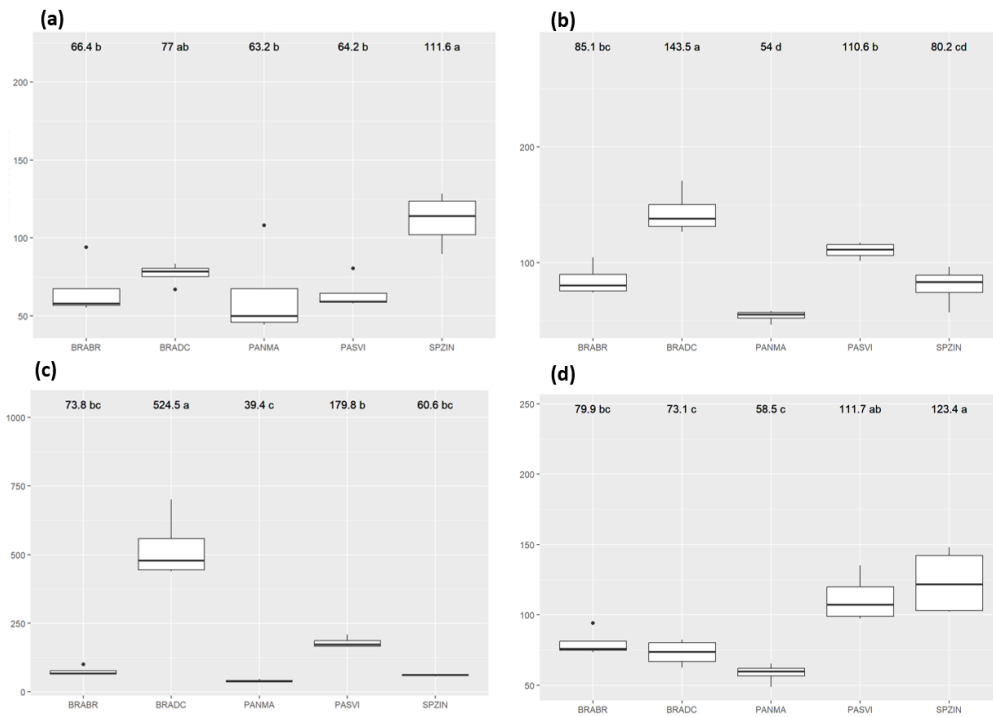 (a)
66.4 b 77 ab 63.2 b 64.2 b 111.6 a
200
150
100
50
BRABR BRADC PANMA PASVI SPZIN
(b)
85.1 bc 143.5 a 54 d 110.6 b 80.2 cd
200
100
BRABR BRADC PANMA PASVI SPZIN
(c)
73.8 bc 524.5 a 39.4 c 179.8 b 60.6 bc
1000
750
500
250
0
BRABR BRADC PANMA PASVI SPZIN
(d)
79.9 bc 73.1 c 58.5 c 111.7 ab 123.4 a
250
200
150
100
50
BRABR BRADC PANMA PASVI SPZIN